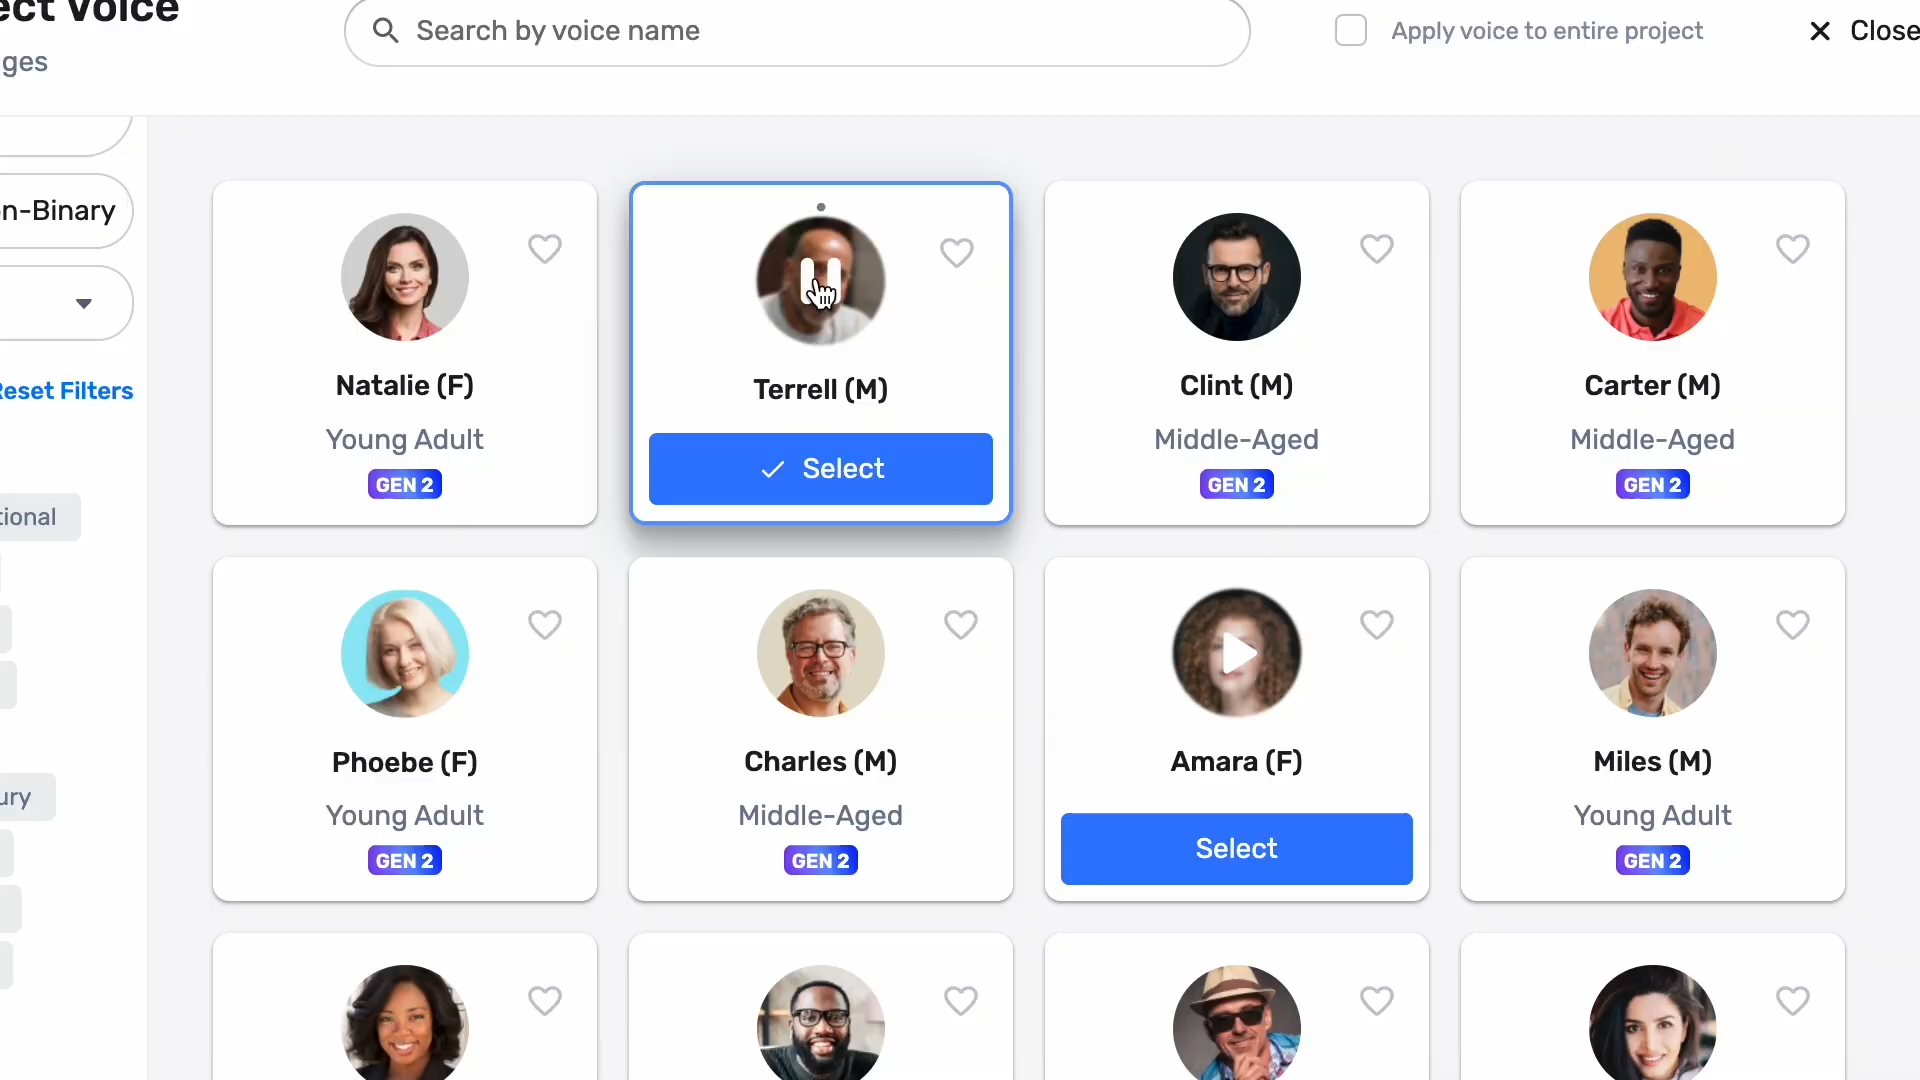 ect Voice
ges
Search by voice name
Apply voice to entire project
Close
n-Binary
Reset Filters
tional
ury
Natalie (F)
Young Adult
GEN 2
Terrell (M)
Select
Clint (M)
Middle-Aged
GEN 2
Carter (M)
Middle-Aged
GEN 2
Phoebe (F)
Young Adult
GEN 2
Charles (M)
Middle-Aged
GEN 2
Amara (F)
Select
Miles (M)
Young Adult
GEN 2